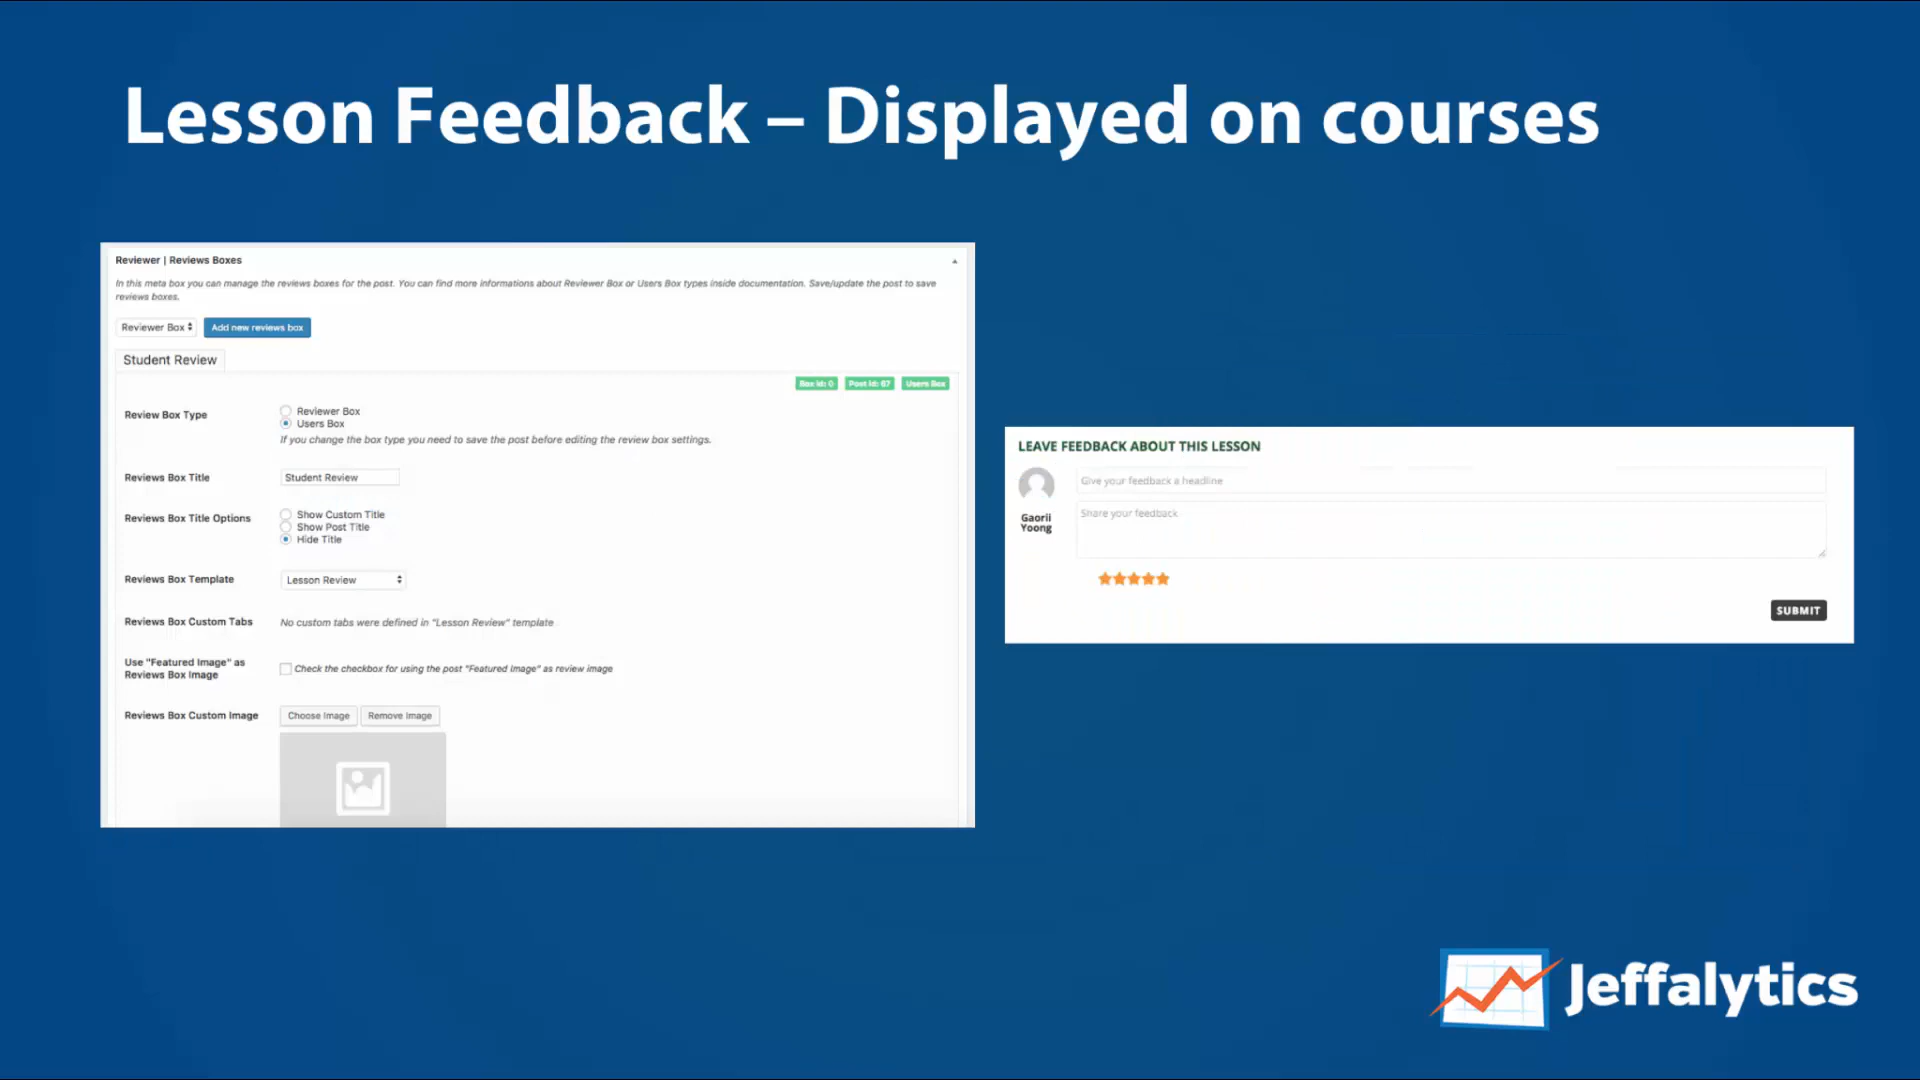 Lesson Feedback – Displayed on courses
Reviewer | Reviews Boxes
In this meta box you can manage the reviews boxes for the post. You can find more informations about Reviewer Box or Users Box types inside documentation. Save/update the post to save
reviews boxes.
Reviewer Box
Add new reviews box
Student Review
Box Id: 0 Post Id: 67 Users Box
Review Box Type
Reviewer Box
Users Box
If you change the box type you need to save the post before editing the review box settings.
Reviews Box Title
Student Review
Reviews Box Title Options
Show Custom Title
Show Post Title
Hide Title
Reviews Box Template
Lesson Review
Reviews Box Custom Tabs
No custom tabs were defined in "Lesson Review" template
Use "Featured Image" as
Reviews Box Image
Check the checkbox for using the post "Featured Image" as review image
Reviews Box Custom Image
Choose Image Remove Image
LEAVE FEEDBACK ABOUT THIS LESSON
Give your feedback a headline
Share your feedback
Gaorii
Yoong
SUBMIT
Jeffalytics